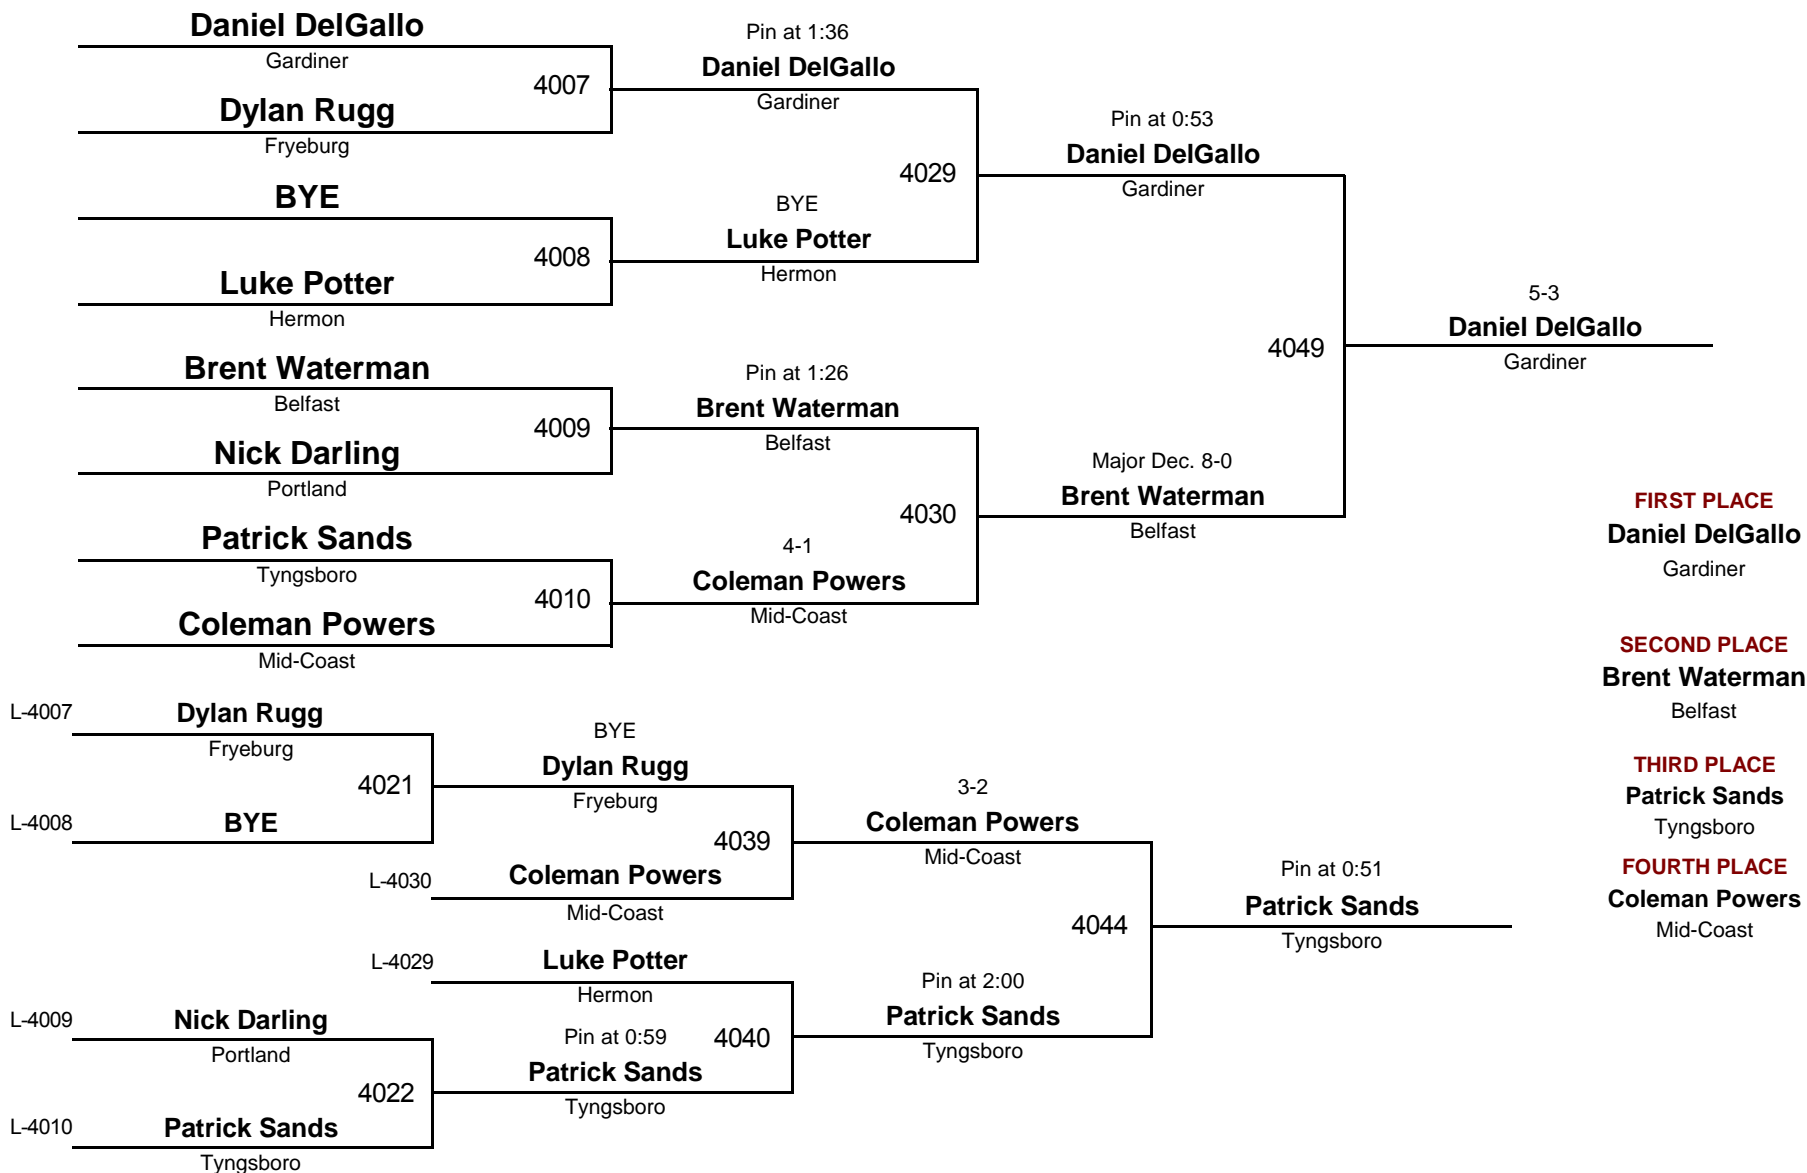 Daniel DelGallo
Gardiner
4007
Dylan Rugg
Fryeburg
BYE
4008
Luke Potter
Hermon
Brent Waterman
Belfast
4009
Nick Darling
Portland
Patrick Sands
Tyngsboro
4010
Coleman Powers
Mid-Coast
Pin at 1:36
Daniel DelGallo
Gardiner
4029
BYE
Luke Potter
Hermon
Pin at 1:26
Brent Waterman
Belfast
4030
4-1
Coleman Powers
Mid-Coast
Pin at 0:53
Daniel DelGallo
Gardiner
4049
Major Dec. 8-0
Brent Waterman
Belfast
5-3
Daniel DelGallo
Gardiner
FIRST PLACE
Daniel DelGallo
Gardiner
SECOND PLACE
Brent Waterman
Belfast
THIRD PLACE
Patrick Sands
Tyngsboro
FOURTH PLACE
Coleman Powers
Mid-Coast
L-4007
Dylan Rugg
Fryeburg
4021
L-4008
BYE
BYE
Dylan Rugg
Fryeburg
4039
L-4030
Coleman Powers
Mid-Coast
L-4029
Luke Potter
Hermon
4040
L-4009
Nick Darling
Portland
4022
L-4010
Patrick Sands
Tyngsboro
Pin at 0:59
Patrick Sands
Tyngsboro
3-2
Coleman Powers
Mid-Coast
4044
Pin at 2:00
Patrick Sands
Tyngsboro
Pin at 0:51
Patrick Sands
Tyngsboro